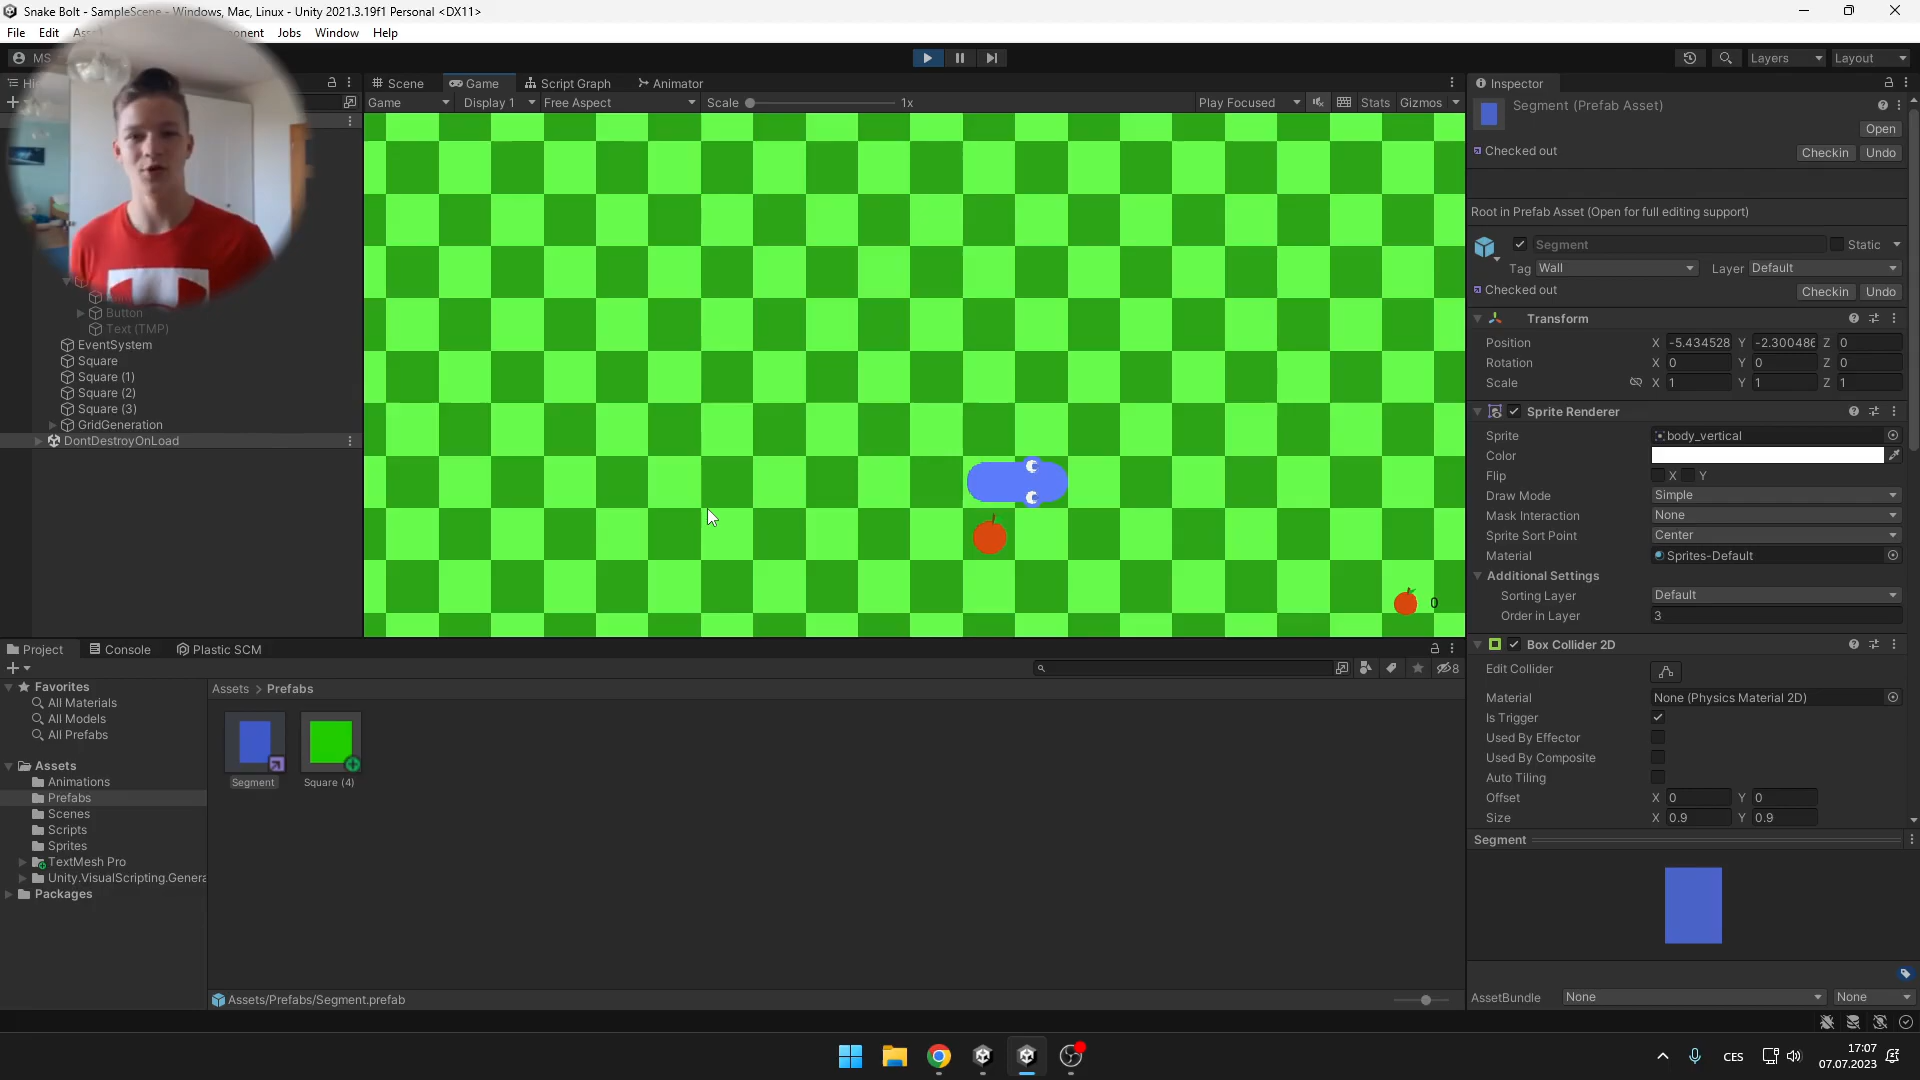 Snake Bolt - SampleScene - Windows, Mac, Linux - Unity 2021.3.19f1 Personal <DX11>
File Edit Jobs Window Help
MS Layers Layout
Scene Game Script Graph Animator
Inspector
Game Display 1 Free Aspect Scale 1x Play Focused Stats Gizmos
Segment (Prefab Asset)
Open
Checked out Checkin Undo
Root in Prefab Asset (Open for full editing support)
Segment Static
Tag Wall Layer Default
Checked out Checkin Undo
Transform
Position X -5.434528 Y -2.300486 Z 0
Rotation X 0 Y 0 Z 0
Scale X 1 Y 1 Z 1
Sprite Renderer
Sprite body_vertical
Color
Flip X Y
Draw Mode Simple
Mask Interaction None
Sprite Sort Point Center
Material Sprites-Default
Additional Settings
Sorting Layer Default
Order in Layer 3
Box Collider 2D
Edit Collider
Material None (Physics Material 2D)
Is Trigger
Used By Effector
Used By Composite
Auto Tiling
Offset X 0 Y 0
Size X 0.9 Y 0.9
Segment
AssetBundle None None
Button
Text (TMP)
EventSystem
Square
Square (1)
Square (2)
Square (3)
GridGeneration
DontDestroyOnLoad
0
Project Console Plastic SCM
8
Favorites
All Materials
All Models
All Prefabs
Assets
Animations
Prefabs
Scenes
Scripts
Sprites
TextMesh Pro
Unity.VisualScripting.Genera
Packages
Assets > Prefabs
Segment Square (4)
Assets/Prefabs/Segment.prefab
CES
17:07
07.07.2023